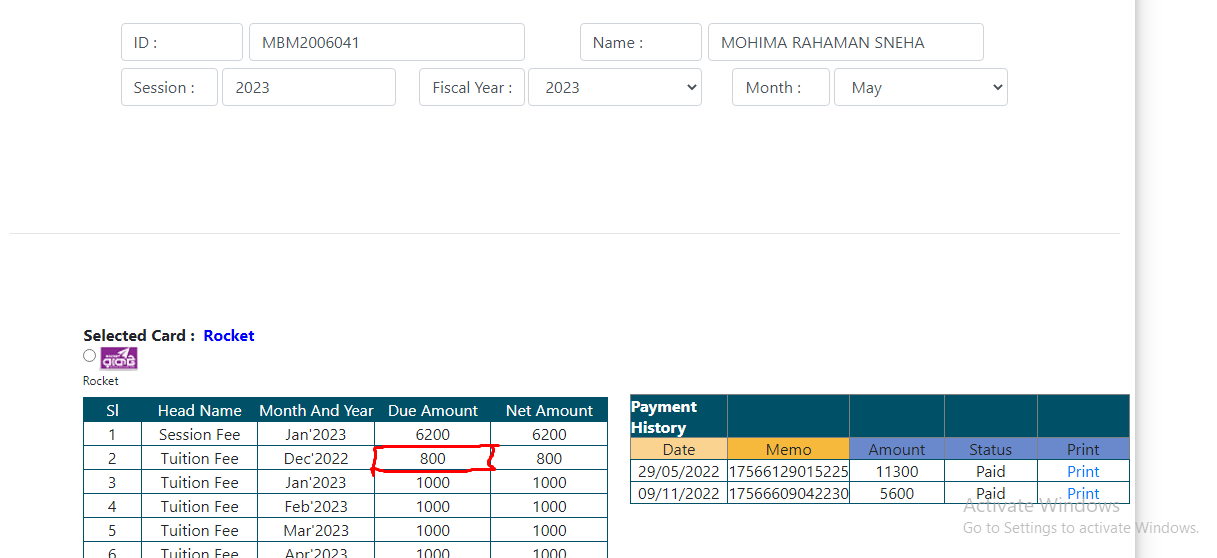 ID : MBM2006041 Name : MOHIMA RAHAMAN SNEHA
Session : 2023 Fiscal Year : 2023 Month : May
Selected Card : Rocket
রকেট
Rocket
Sl Head Name Month And Year Due Amount Net Amount
1 Session Fee Jan'2023 6200 6200
2 Tuition Fee Dec'2022 800 800
3 Tuition Fee Jan'2023 1000 1000
4 Tuition Fee Feb'2023 1000 1000
5 Tuition Fee Mar'2023 1000 1000
6 Tuition Fee Apr'2023 1000 1000
Payment
History
Date Memo Amount Status Print
29/05/2022 17566129015225 11300 Paid Print
09/11/2022 17566609042230 5600 Paid Print
Activate Windows
Go to Settings to activate Windows.